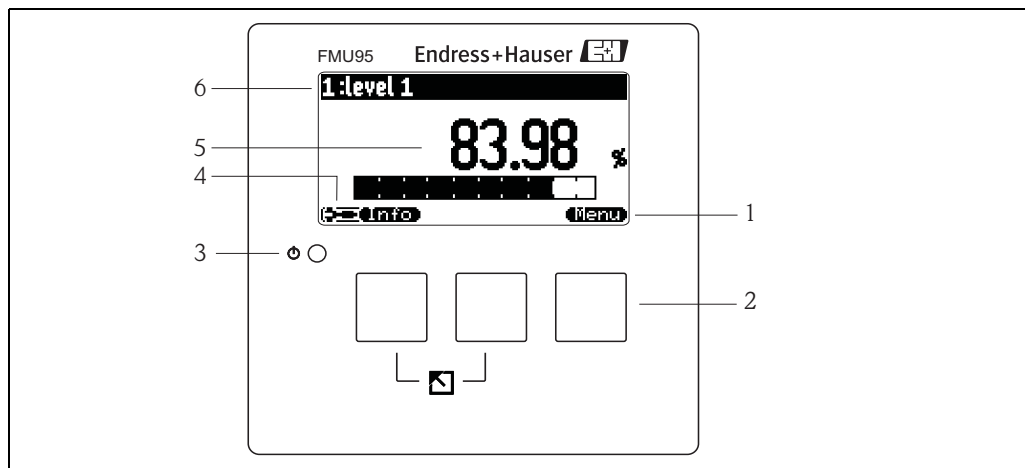 FMU95 Endress+Hauser
6 1:level 1
5 83.98 %
4 Info Menu 1
3
2